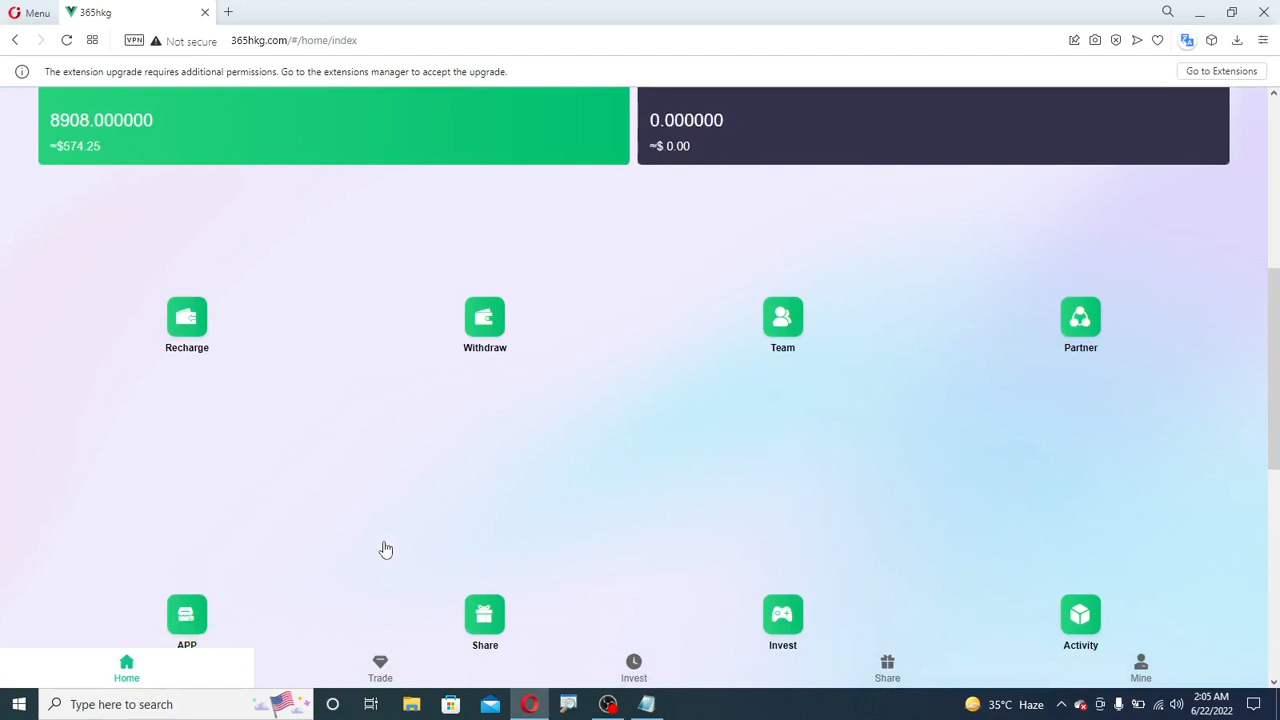 Menu
365hkg
VPN
Not secure
365hkg.com/#/home/index
The extension upgrade requires additional permissions. Go to the extensions manager to accept the upgrade.
Go to Extensions
8908.000000
0.000000
≈$574.25
≈$ 0.00
Recharge
Withdraw
Team
Partner
APP
Share
Invest
Activity
Home
Trade
Invest
Share
Mine
Type here to search
35°C Haze
2:05 AM
6/22/2022